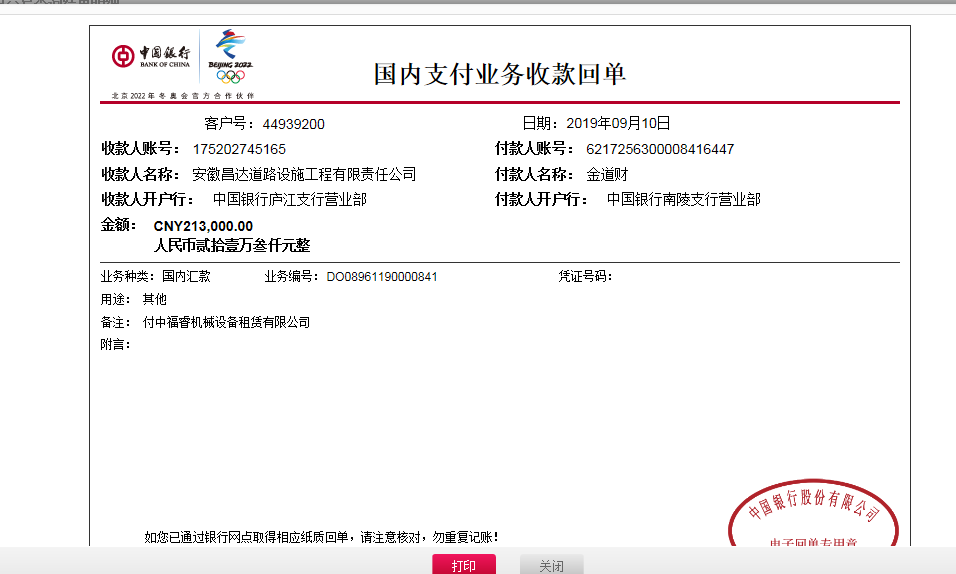 中国银行
BANK OF CHINA
BEIJING 2022
北京2022年冬奥会官方合作伙伴
国内支付业务收款回单
客户号：44939200 日期：2019年09月10日
收款人账号：175202745165 付款人账号：6217256300008416447
收款人名称：安徽昌达道路设施工程有限责任公司 付款人名称：金道财
收款人开户行：中国银行庐江支行营业部 付款人开户行：中国银行南陵支行营业部
金额：CNY213,000.00
人民币贰拾壹万叁仟元整
业务种类：国内汇款 业务编号：DO08961190000841 凭证号码：
用途：其他
备注：付中福睿机械设备租赁有限公司
附言：
中国银行股份有限公司
如您已通过银行网点取得相应纸质回单，请注意核对，勿重复记账！
电子回单专用章
打印 关闭